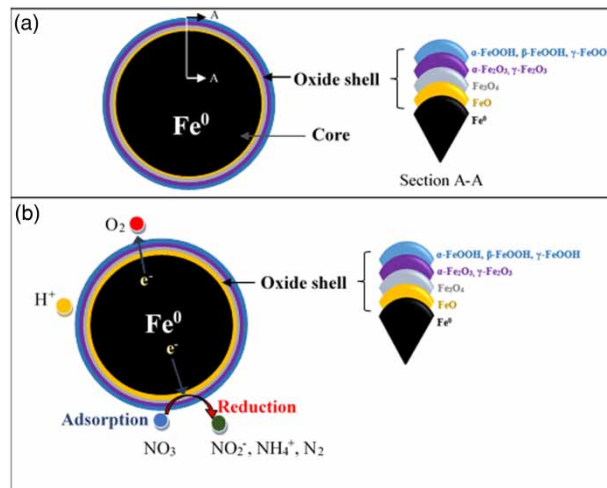 (a)
A
A
Oxide shell
Fe⁰
Core
α-FeOOH, β-FeOOH, γ-FeOO
α-Fe₂O₃, γ-Fe₂O₃
Fe₃O₄
FeO
Fe⁰
Section A-A
(b)
O₂
e⁻
H⁺
Oxide shell
Fe⁰
e⁻
α-FeOOH, β-FeOOH, γ-FeOOH
α-Fe₂O₃, γ-Fe₂O₃
Fe₃O₄
FeO
Fe⁰
Adsorption
Reduction
NO₃
NO₂⁻, NH₄⁺, N₂